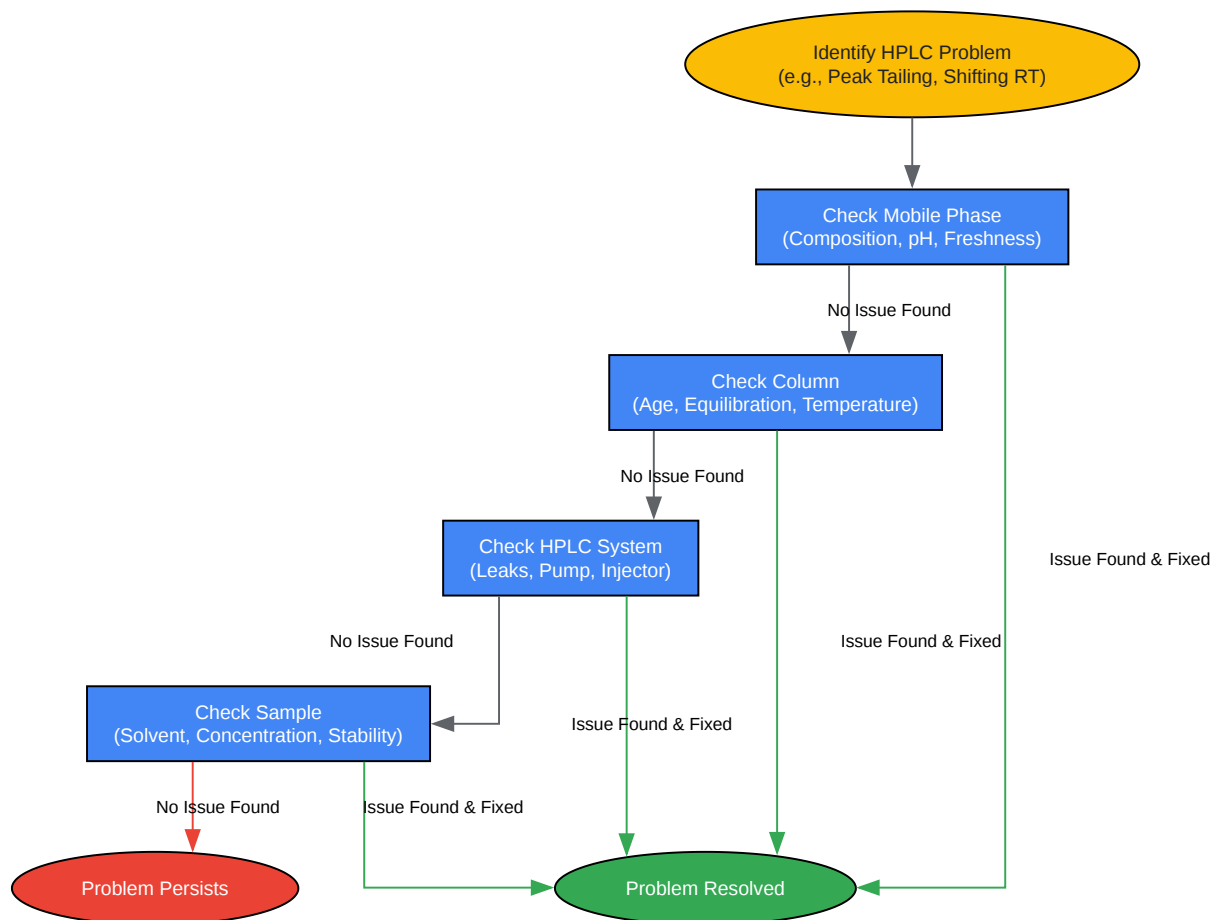 Identify HPLC Problem
(e.g., Peak Tailing, Shifting RT)
Check Mobile Phase
(Composition, pH, Freshness)
No Issue Found
Check Column
(Age, Equilibration, Temperature)
No Issue Found
Check HPLC System
(Leaks, Pump, Injector)
Issue Found & Fixed
No Issue Found
Issue Found & Fixed
Check Sample
(Solvent, Concentration, Stability)
Issue Found & Fixed
No Issue Found
Issue Found & Fixed
Problem Persists
Problem Resolved